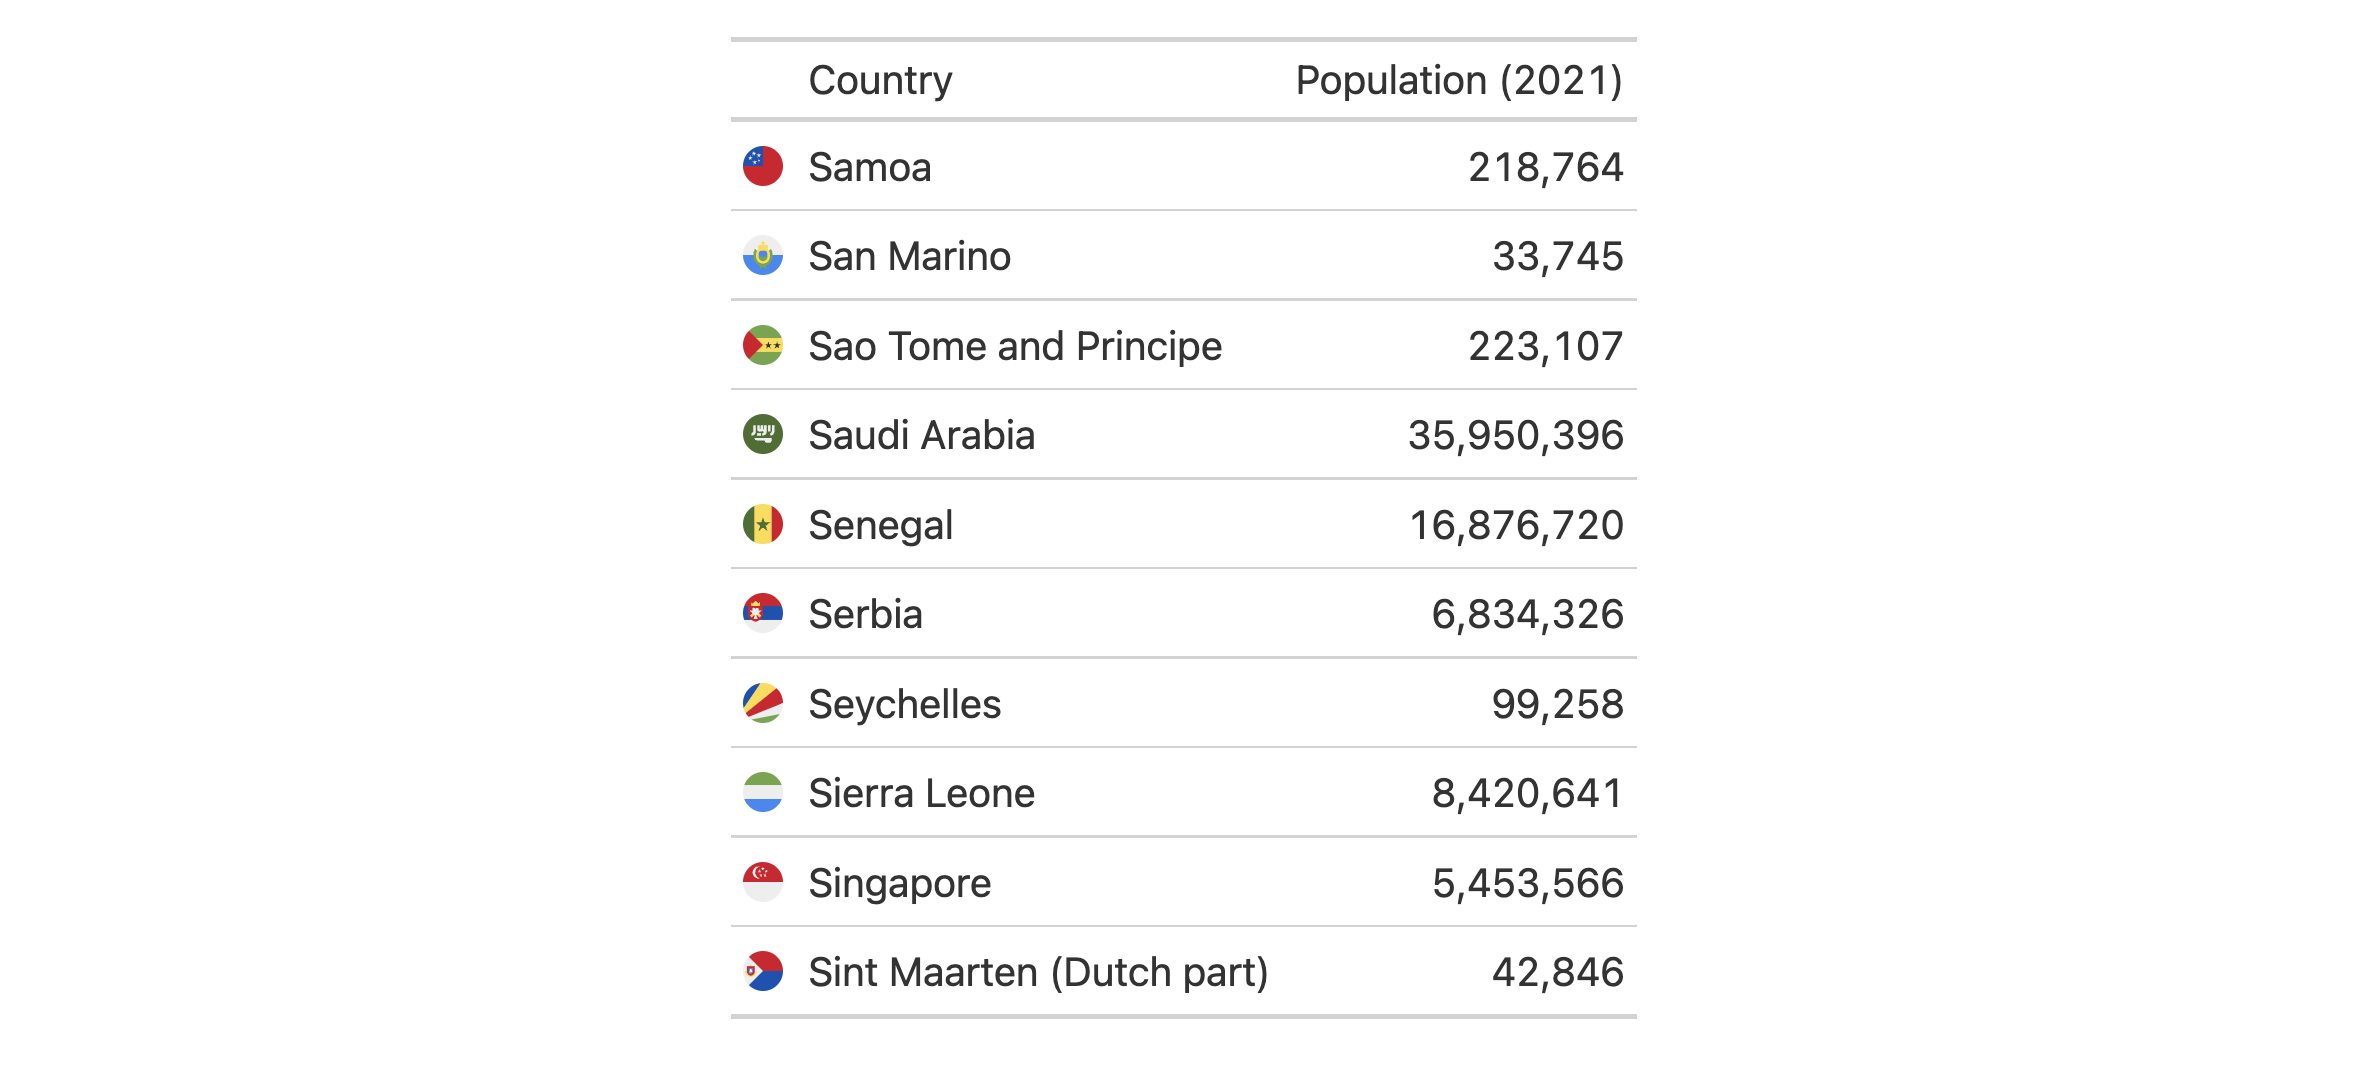 Country Population (2021)
Samoa 218,764
San Marino 33,745
Sao Tome and Principe 223,107
Saudi Arabia 35,950,396
Senegal 16,876,720
Serbia 6,834,326
Seychelles 99,258
Sierra Leone 8,420,641
Singapore 5,453,566
Sint Maarten (Dutch part) 42,846